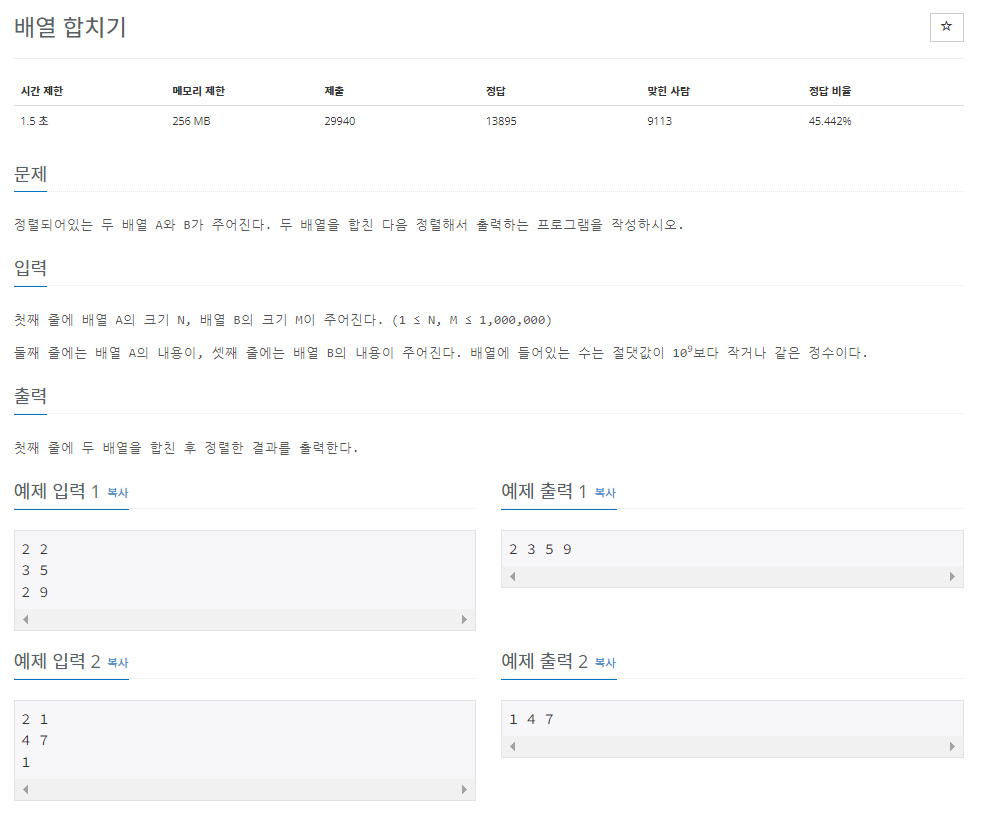 배열 합치기
☆
시간 제한 메모리 제한 제출 정답 맞힌 사람 정답 비율
1.5 초 256 MB 29940 13895 9113 45.442%
문제
정렬되어있는 두 배열 A와 B가 주어진다. 두 배열을 합친 다음 정렬해서 출력하는 프로그램을 작성하시오.
입력
첫째 줄에 배열 A의 크기 N, 배열 B의 크기 M이 주어진다. (1 ≤ N, M ≤ 1,000,000)
둘째 줄에는 배열 A의 내용이, 셋째 줄에는 배열 B의 내용이 주어진다. 배열에 들어있는 수는 절댓값이 10⁹보다 작거나 같은 정수이다.
출력
첫째 줄에 두 배열을 합친 후 정렬한 결과를 출력한다.
예제 입력 1 복사
2 2
3 5
2 9
예제 출력 1 복사
2 3 5 9
예제 입력 2 복사
2 1
4 7
1
예제 출력 2 복사
1 4 7